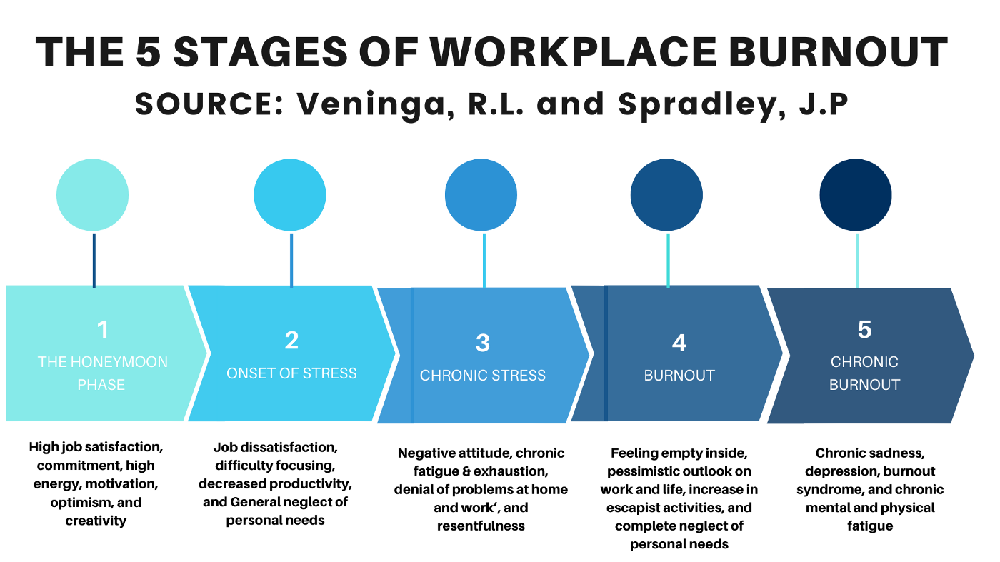 THE 5 STAGES OF WORKPLACE BURNOUT
SOURCE: Veninga, R.L. and Spradley, J.P
1
THE HONEYMOON
PHASE
High job satisfaction,
commitment, high
energy, motivation,
optimism, and
creativity
2
ONSET OF STRESS
Job dissatisfaction,
difficulty focusing,
decreased productivity,
and General neglect of
personal needs
3
CHRONIC STRESS
Negative attitude, chronic
fatigue & exhaustion,
denial of problems at home
and work’, and
resentfulness
4
BURNOUT
Feeling empty inside,
pessimistic outlook on
work and life, increase in
escapist activities, and
complete neglect of
personal needs
5
CHRONIC
BURNOUT
Chronic sadness,
depression, burnout
syndrome, and chronic
mental and physical
fatigue